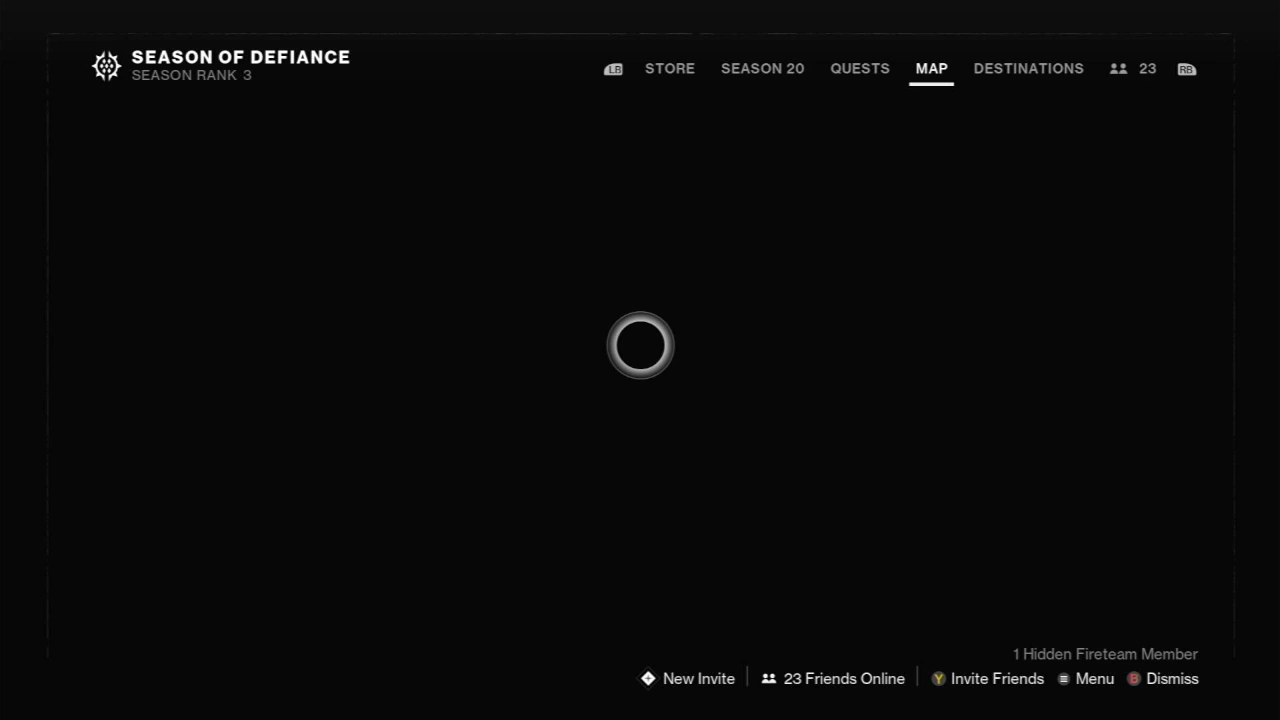 SEASON OF DEFIANCE
SEASON RANK 3
LB STORE SEASON 20 QUESTS MAP DESTINATIONS 23 RB
1 Hidden Fireteam Member
New Invite 23 Friends Online Y Invite Friends Menu B Dismiss